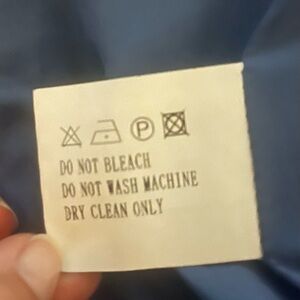 P
DO NOT BLEACH
DO NOT WASH MACHINE
DRY CLEAN ONLY